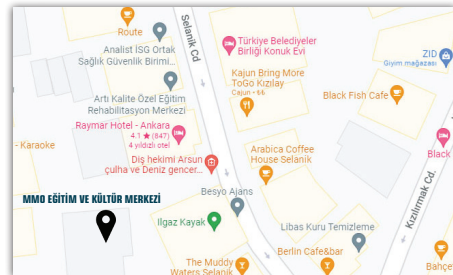 Route
Selanik Cd
Analist İSG Ortak
Sağlık Güvenlik Birimi...
Türkiye Belediyeler
Birliği Konuk Evi
ZID
Giyim mağazası
Kajun Bring More
ToGo Kızılay
Cajun • ₺₺
Artı Kalite Özel Eğitim
Rehabilitasyon Merkezi
Black Fish Cafe
Raymar Hotel - Ankara
4.1 ★ (847)
4 yıldızlı otel
- Karaoke
Arabica Coffee
House Selanik
Black
Diş hekimi Arsun
çulha ve Deniz gencer...
Besyo Ajans
Kızılırmak Cd.
MMO EĞİTİM VE KÜLTÜR MERKEZİ
Ilgaz Kayak
Libas Kuru Temizleme
The Muddy
Waters Selanik
Berlin Cafe&bar
Bahçe